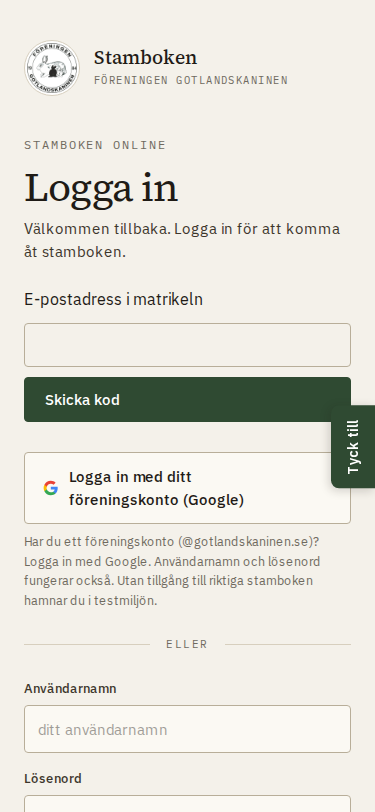 FÖRENINGEN
GOTLANDSKANINEN
Stamboken
FÖRENINGEN GOTLANDSKANINEN
STAMBOKEN ONLINE
Logga in
Välkommen tillbaka. Logga in för att komma
åt stamboken.
E-postadress i matrikeln
Skicka kod
Tyck till
Logga in med ditt
föreningskonto (Google)
Har du ett föreningskonto (@gotlandskaninen.se)?
Logga in med Google. Användarnamn och lösenord
fungerar också. Utan tillgång till riktiga stamboken
hamnar du i testmiljön.
ELLER
Användarnamn
ditt användarnamn
Lösenord